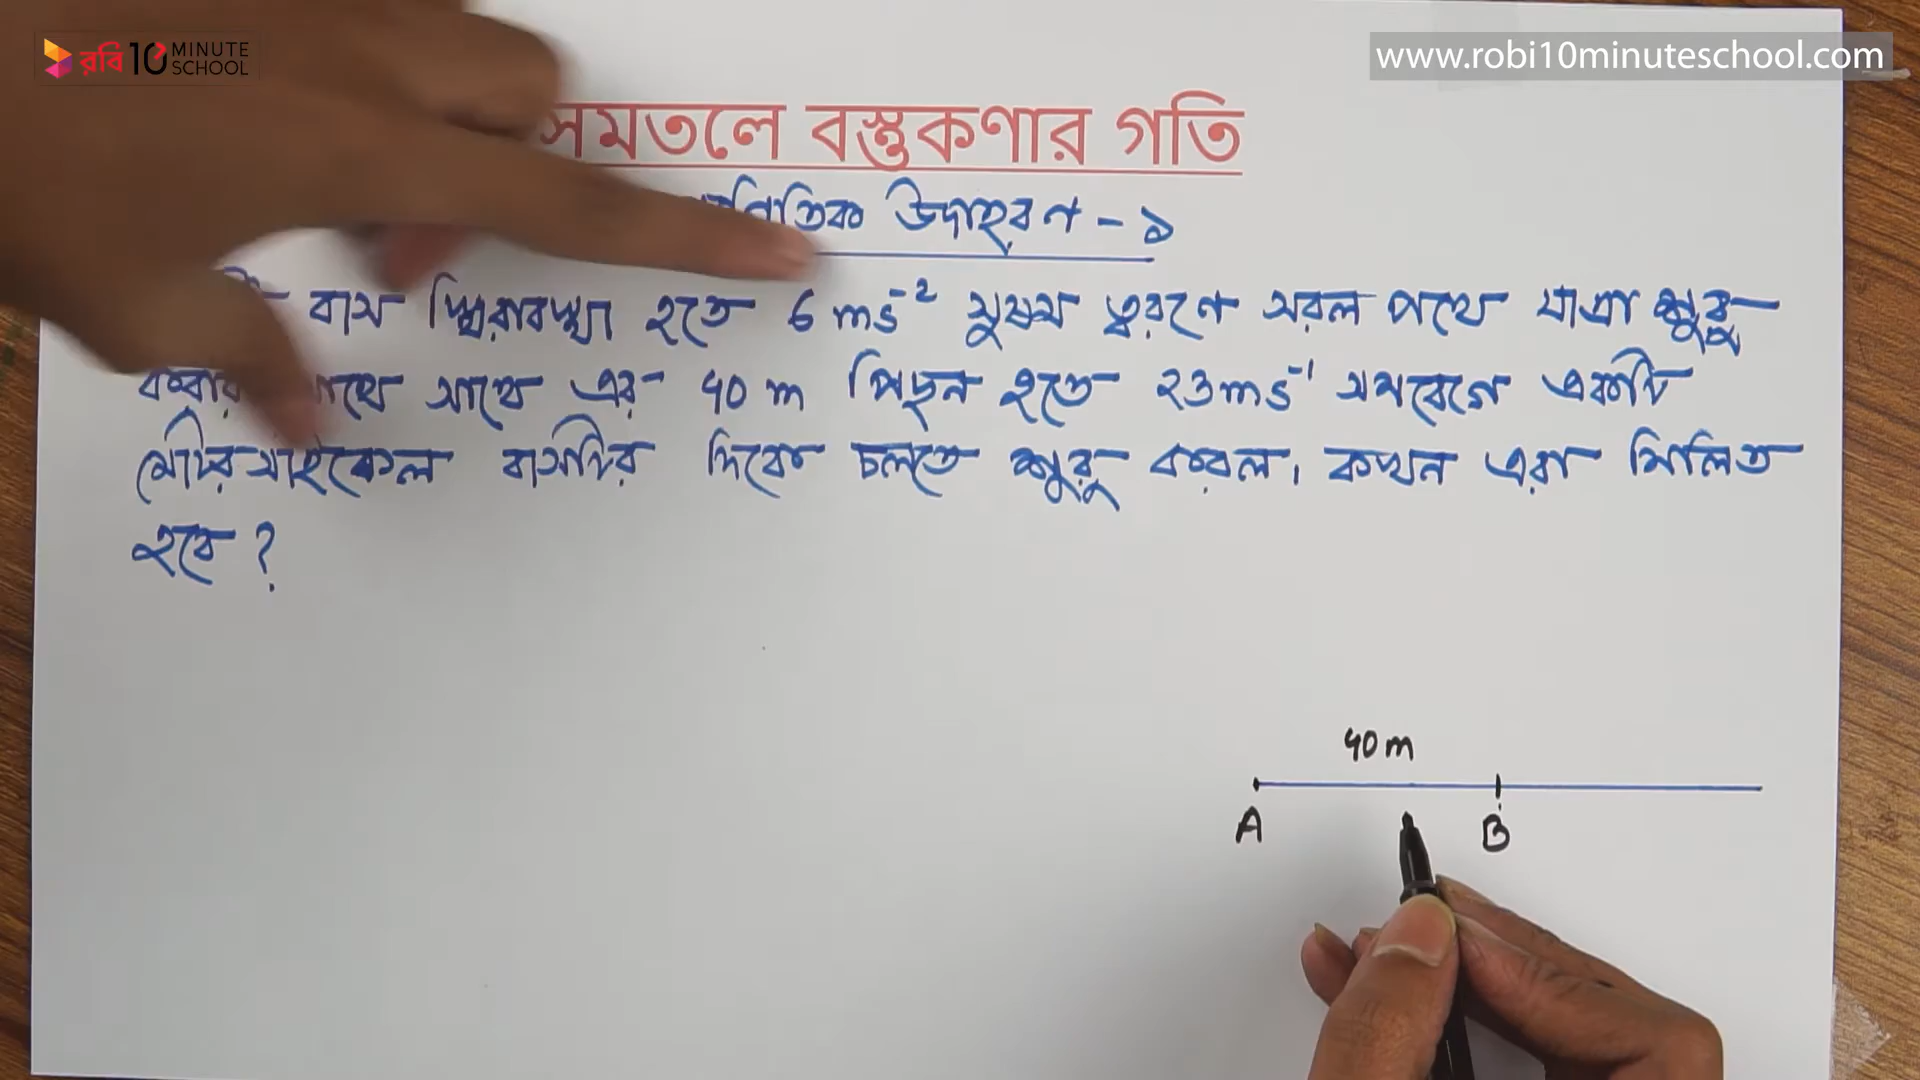 রবি 10 MINUTE SCHOOL
www.robi10minuteschool.com
সমতলে বস্তুকণার গতি
উদাহরণ - ১
বাস স্থিরাবস্থা হতে 6 ms⁻² সুষম ত্বরণে সরল পথে যাত্রা শুরু
সাথে এর 40 m পিছন হতে 23 ms⁻¹ সমবেগে একটি
মোটরসাইকেল বাসটির দিকে চলতে শুরু করল। কখন এরা মিলিত
হবে ?
40 m
A B